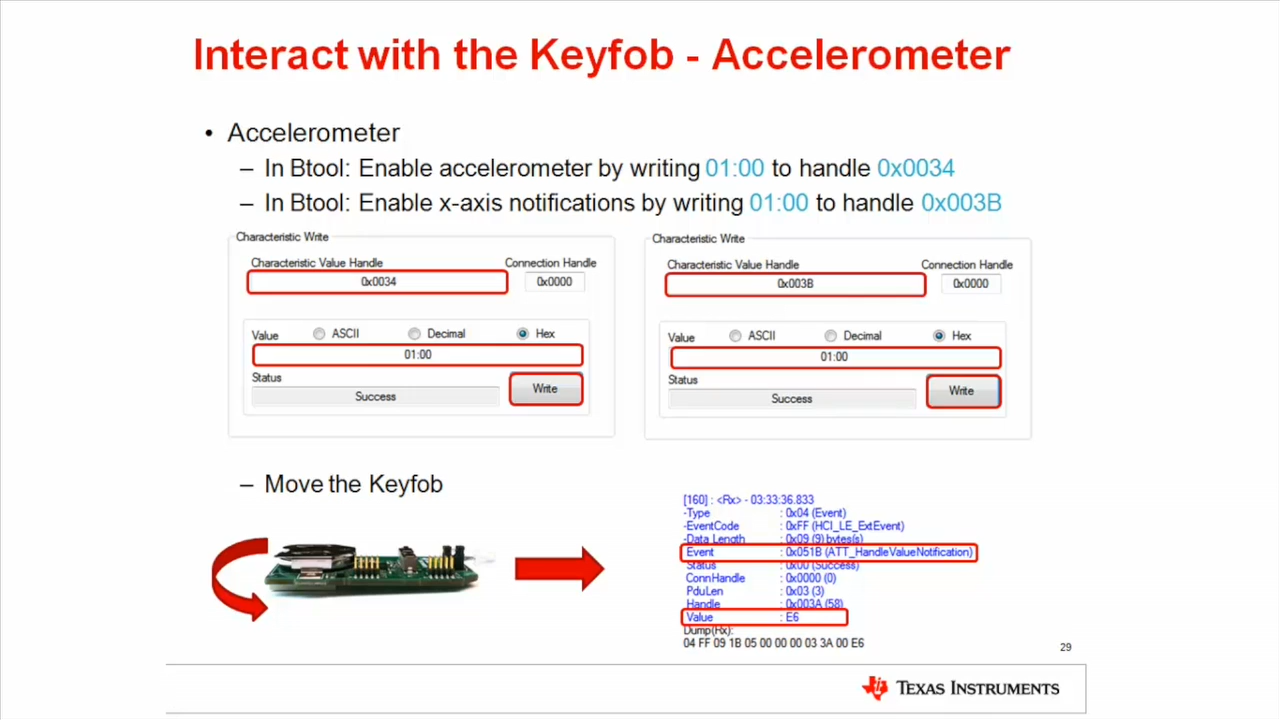 Interact with the Keyfob - Accelerometer
• Accelerometer
– In Btool: Enable accelerometer by writing 01:00 to handle 0x0034
– In Btool: Enable x-axis notifications by writing 01:00 to handle 0x003B
Characteristic Write
Characteristic Value Handle Connection Handle
0x0034 0x0000
Value ASCII Decimal Hex
01:00
Status
Success Write
Characteristic Write
Characteristic Value Handle Connection Handle
0x003B 0x0000
Value ASCII Decimal Hex
01:00
Status
Success Write
– Move the Keyfob
[160] : <Rx> - 03:33:36.833
-Type : 0x04 (Event)
-EventCode : 0xFF (HCI_LE_ExtEvent)
-Data Length : 0x09 (9) bytes(s)
Event : 0x051B (ATT_HandleValueNotification)
Status : 0x00 (Success)
ConnHandle : 0x0000 (0)
PduLen : 0x03 (3)
Handle : 0x003A (58)
Value : E6
Dump(Rx):
04 FF 09 1B 05 00 00 00 03 3A 00 E6
29
TEXAS INSTRUMENTS